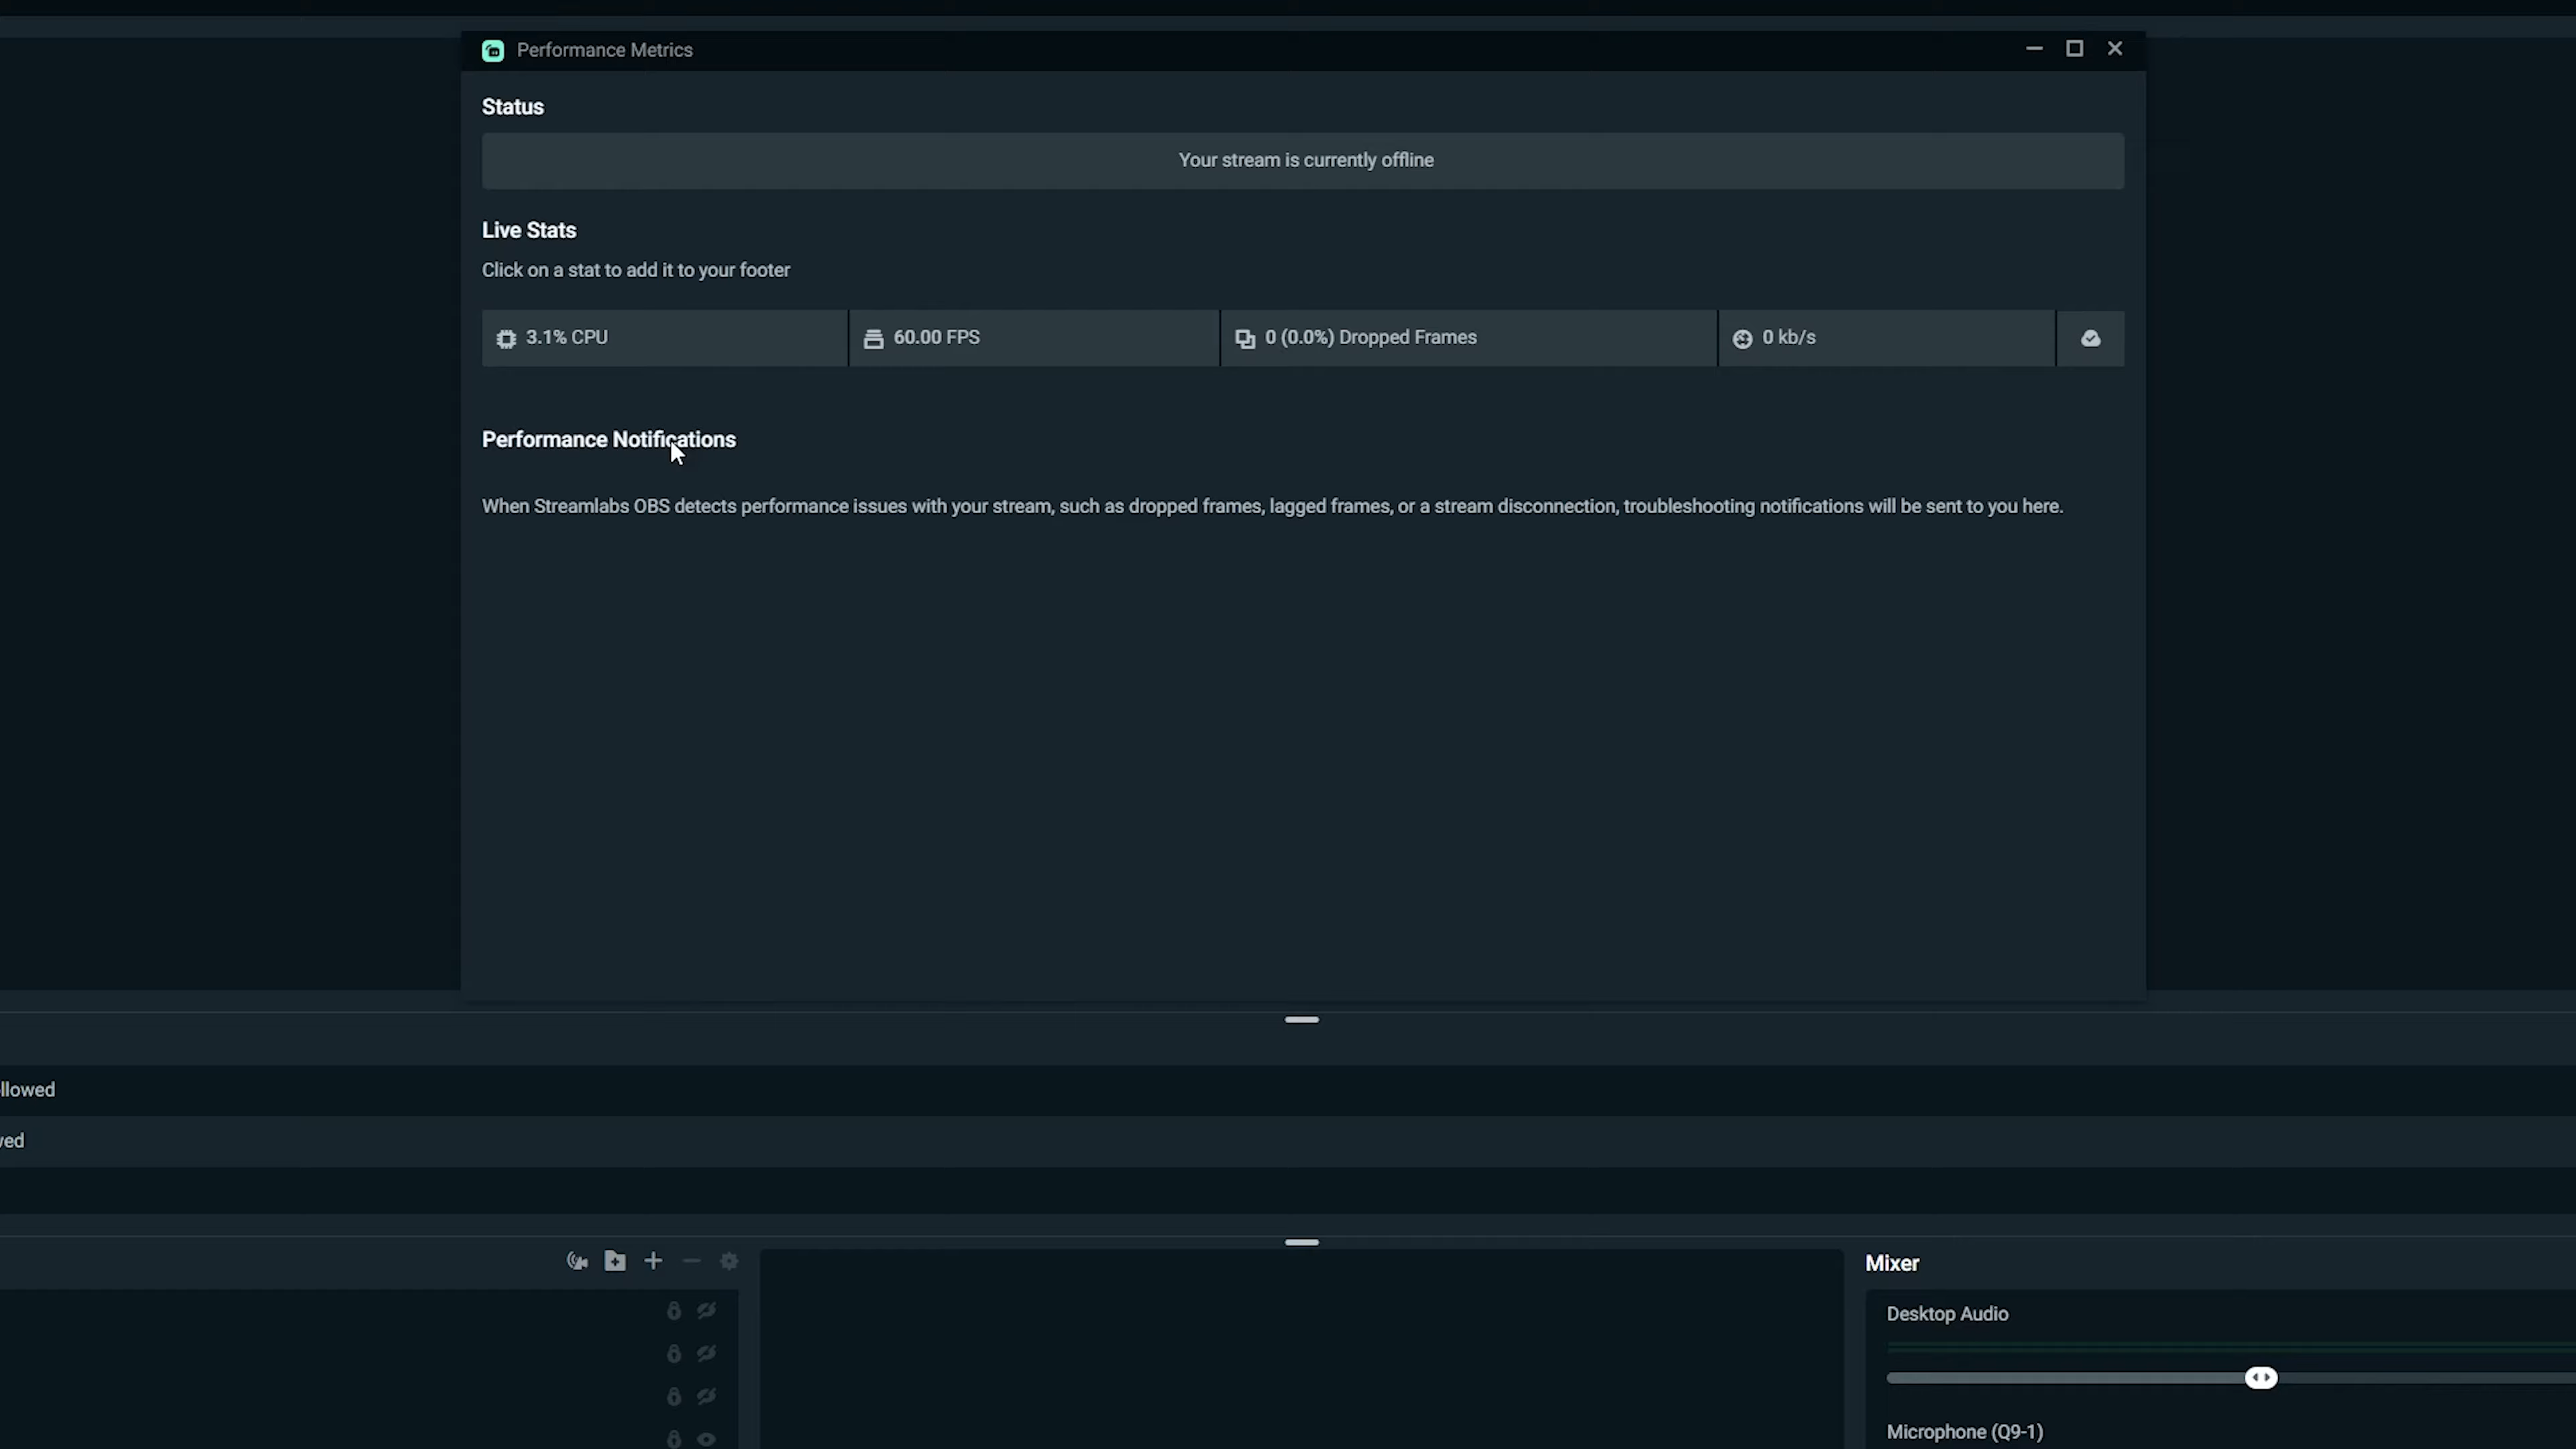 Performance Metrics
Status
Your stream is currently offline
Live Stats
Click on a stat to add it to your footer
3.1% CPU
60.00 FPS
0 (0.0%) Dropped Frames
0 kb/s
Performance Notifications
When Streamlabs OBS detects performance issues with your stream, such as dropped frames, lagged frames, or a stream disconnection, troubleshooting notifications will be sent to you here.
llowed
ved
Mixer
Desktop Audio
Microphone (Q9-1)